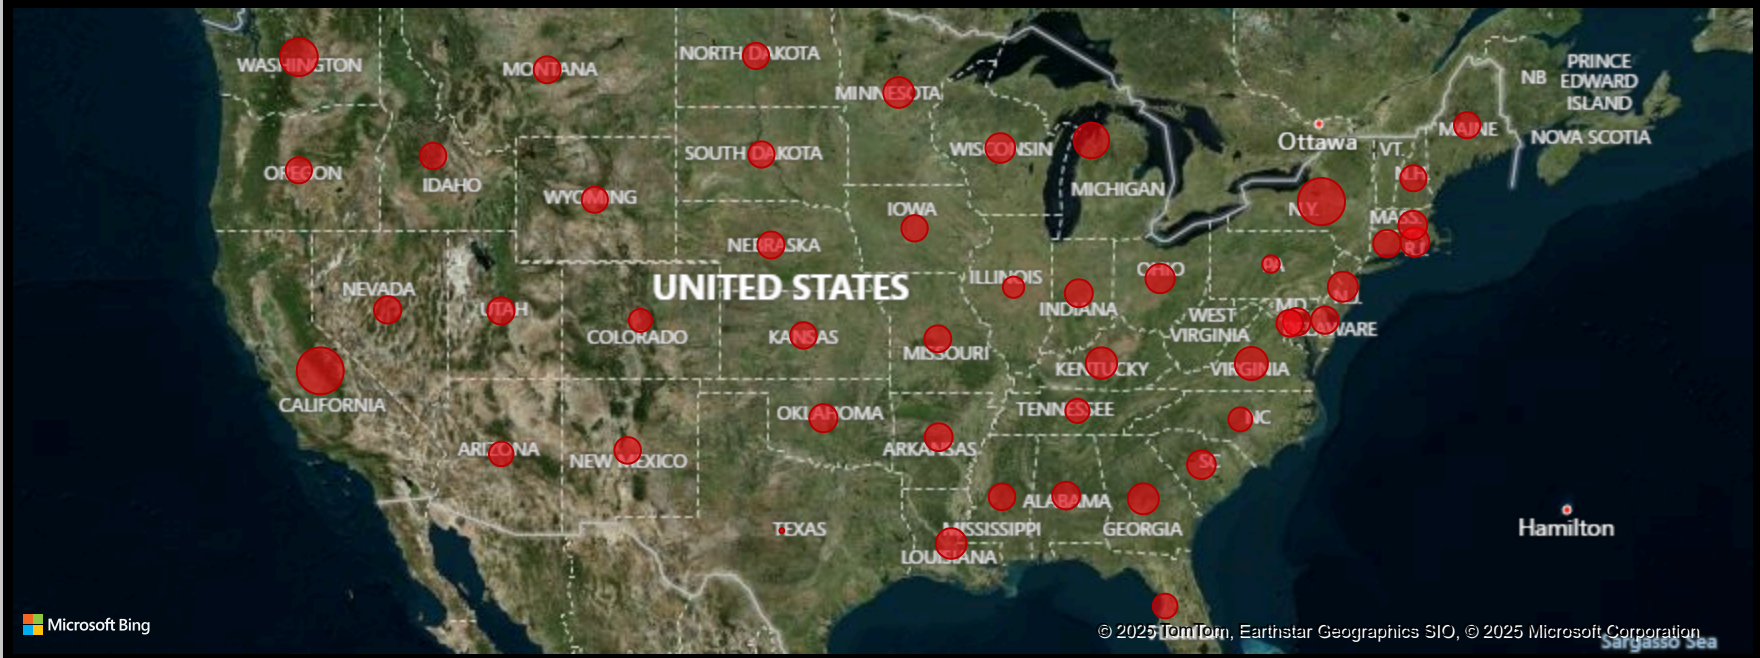 PRINCE
EDWARD
ISLAND
NB
NORTH DAKOTA
WASHINGTON
MONTANA
MINNESOTA
MAINE
NOVA SCOTIA
Ottawa
VT.
SOUTH DAKOTA
WISCONSIN
OREGON
IDAHO
MICHIGAN
N.H.
WYOMING
IOWA
N.Y.
MASS.
NEBRASKA
R.I.
UNITED STATES
NEVADA
ILLINOIS
OHIO
PA
UTAH
COLORADO
KANSAS
INDIANA
MD
N.J.
WEST
VIRGINIA
DELAWARE
MISSOURI
KENTUCKY
VIRGINIA
CALIFORNIA
OKLAHOMA
TENNESSEE
NC
ARIZONA
NEW MEXICO
ARKANSAS
SC
ALABAMA
TEXAS
MISSISSIPPI
GEORGIA
Hamilton
LOUISIANA
Microsoft Bing
© 2025 TomTom, Earthstar Geographics SIO, © 2025 Microsoft Corporation
Sargasso Sea